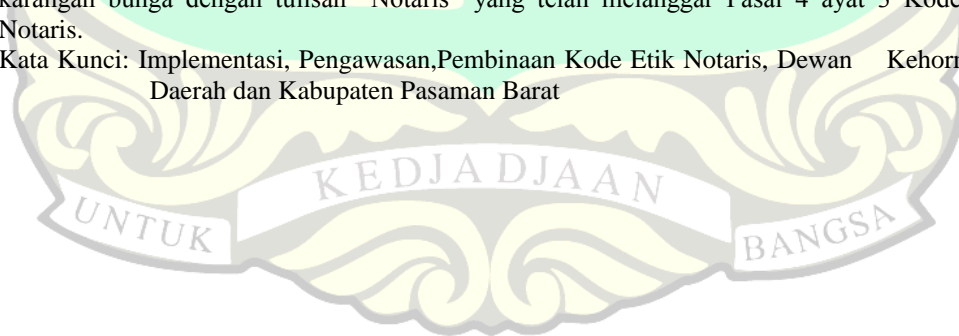 karangan bunga dengan tulisan “Notaris” yang telah melanggar Pasal 4 ayat 3 Kode
Notaris.
Kata Kunci: Implementasi, Pengawasan,Pembinaan Kode Etik Notaris, Dewan Kehorm
Daerah dan Kabupaten Pasaman Barat
UNTUK KEDJADJAAN BANGSA